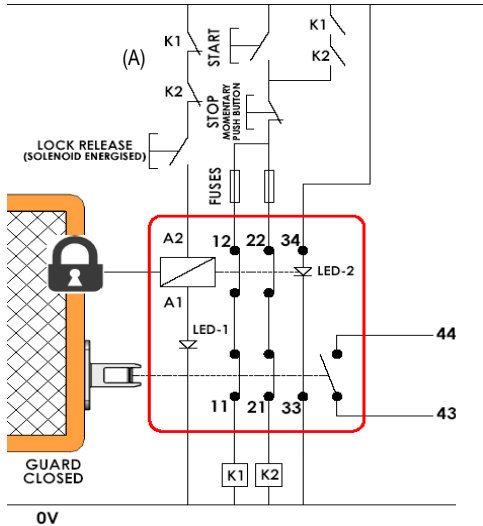 (A)
K1
START
K1
K2
K2
STOP
MOMENTARY
PUSH BUTTON
LOCK RELEASE
(SOLENOID ENERGISED)
FUSES
A2
12
22
34
LED-2
A1
LED-1
44
11
21
33
43
GUARD
CLOSED
K1
K2
0V